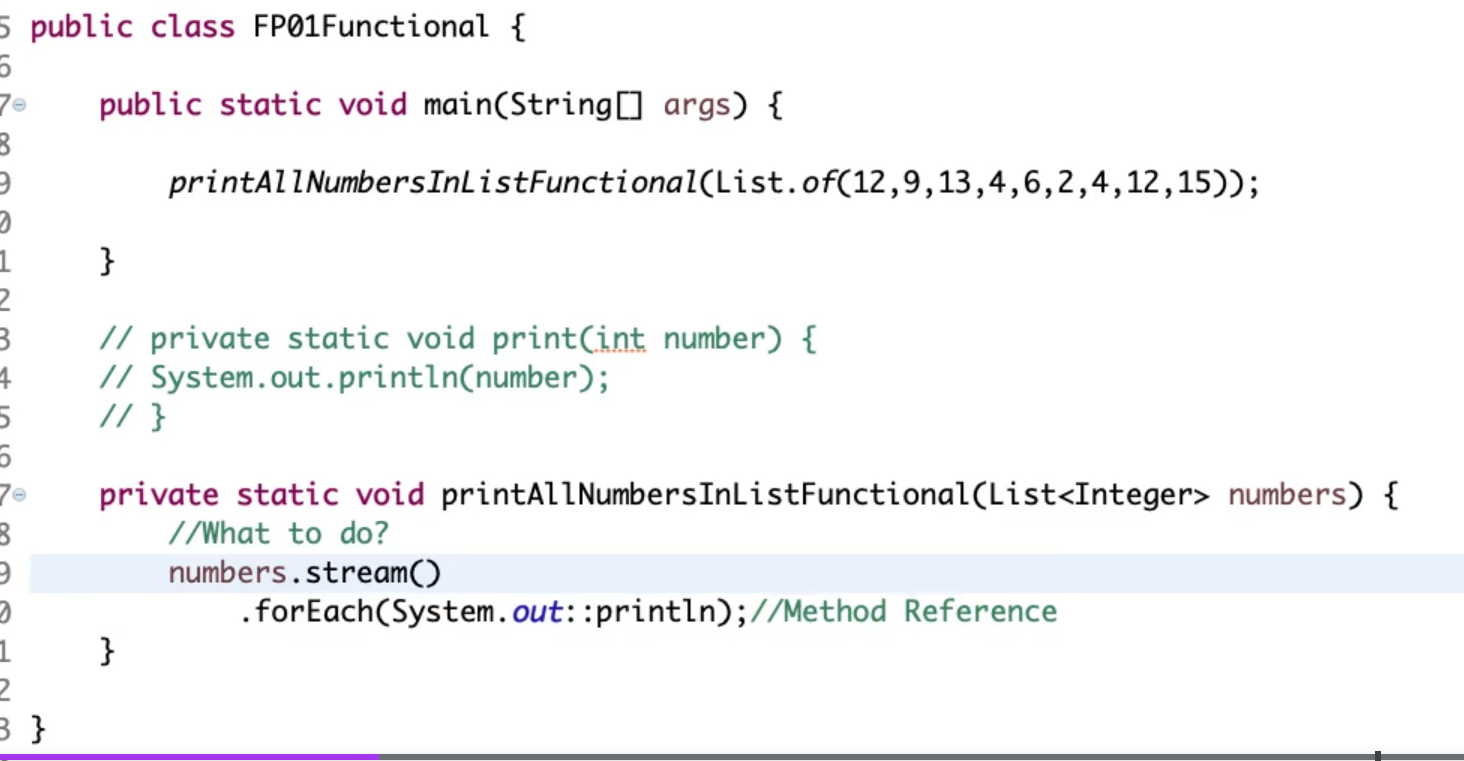 5 public class FP01Functional {
6
7 public static void main(String[] args) {
8
9 printAllNumbersInListFunctional(List.of(12,9,13,4,6,2,4,12,15));
0
1 }
2
3 // private static void print(int number) {
4 // System.out.println(number);
5 // }
6
7 private static void printAllNumbersInListFunctional(List<Integer> numbers) {
8 //What to do?
9 numbers.stream()
0 .forEach(System.out::println);//Method Reference
1 }
2
3 }